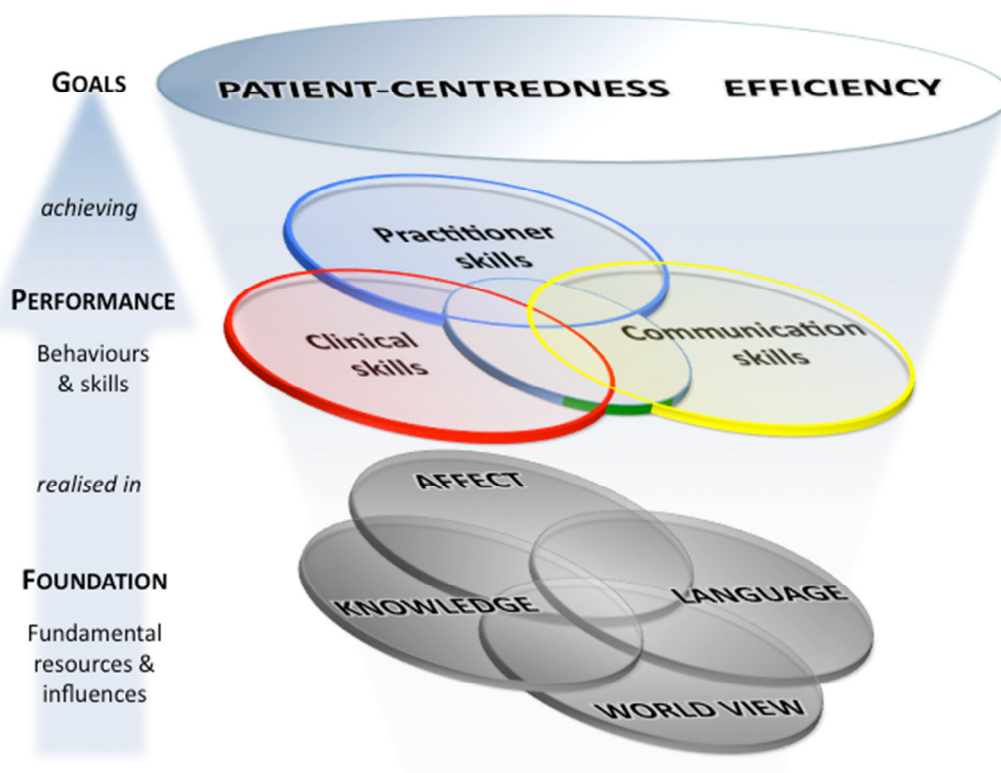 GOALS
PATIENT-CENTREDNESS EFFICIENCY
achieving
Practitioner
skills
PERFORMANCE
Behaviours
& skills
Clinical
skills
Communication
skills
realised in
AFFECT
FOUNDATION
KNOWLEDGE
LANGUAGE
Fundamental
resources &
influences
WORLD VIEW